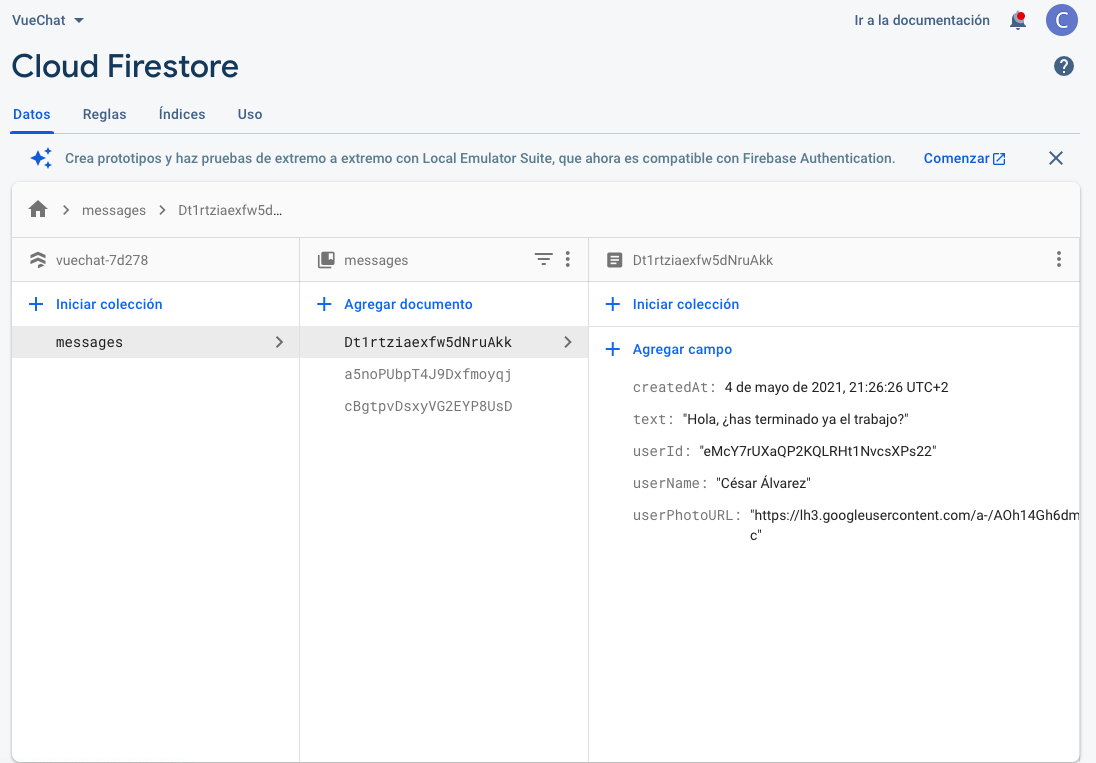 VueChat
Ir a la documentación
C
Cloud Firestore
?
Datos Reglas Índices Uso
Crea prototipos y haz pruebas de extremo a extremo con Local Emulator Suite, que ahora es compatible con Firebase Authentication. Comenzar
messages Dt1rtziaexfw5d...
vuechat-7d278
messages
Dt1rtziaexfw5dNruAkk
Iniciar colección
Agregar documento
Iniciar colección
messages
Dt1rtziaexfw5dNruAkk
a5noPUbpT4J9Dxfmoyqj
cBgtpvDsxyVG2EYP8UsD
Agregar campo
createdAt: 4 de mayo de 2021, 21:26:26 UTC+2
text: "Hola, ¿has terminado ya el trabajo?"
userId: "eMcY7rUXaQP2KQLRHt1NvcsXPs22"
userName: "César Álvarez"
userPhotoURL: "https://lh3.googleusercontent.com/a-/AOh14Gh6dm
c"